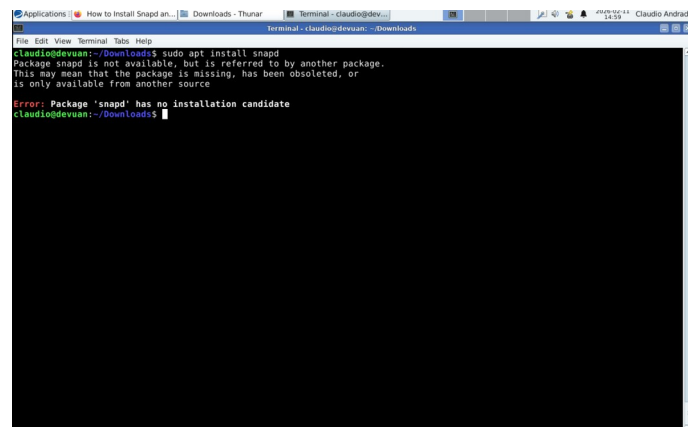 Applications
How to Install Snapd an...
Downloads - Thunar
Terminal - claudio@dev...
2026-02-11
14:59
Claudio Andrad
Terminal - claudio@devuan: ~/Downloads
File Edit View Terminal Tabs Help
claudio@devuan:~/Downloads$ sudo apt install snapd
Package snapd is not available, but is referred to by another package.
This may mean that the package is missing, has been obsoleted, or
is only available from another source
Error: Package 'snapd' has no installation candidate
claudio@devuan:~/Downloads$